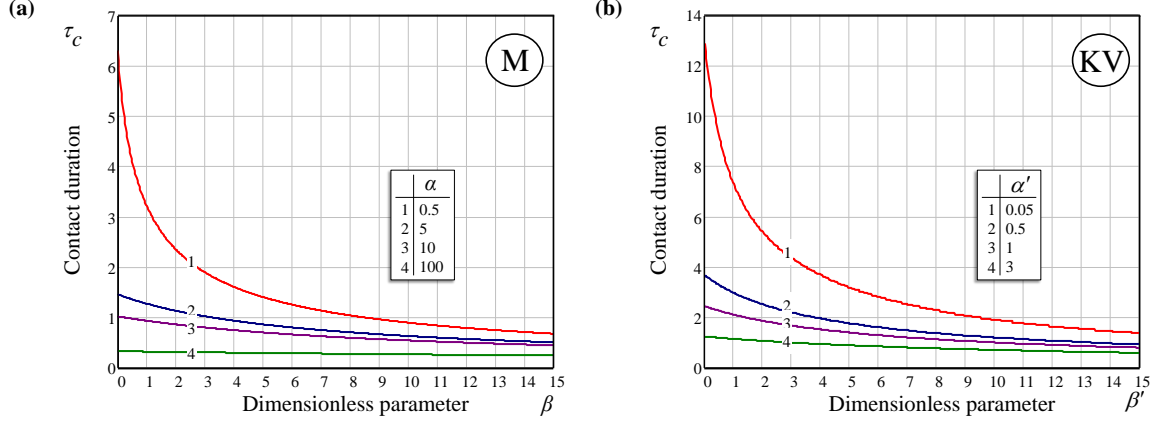 (a)
7
6
5
4
3
2
1
0
τc
Contact duration
M
α
1 0.5
2 5
3 10
4 100
1
2
3
4
0 1 2 3 4 5 6 7 8 9 10 11 12 13 14 15
Dimensionless parameter β
(b)
14
12
10
8
6
4
2
0
τc
Contact duration
KV
α′
1 0.05
2 0.5
3 1
4 3
1
2
3
4
0 1 2 3 4 5 6 7 8 9 10 11 12 13 14 15
Dimensionless parameter β′